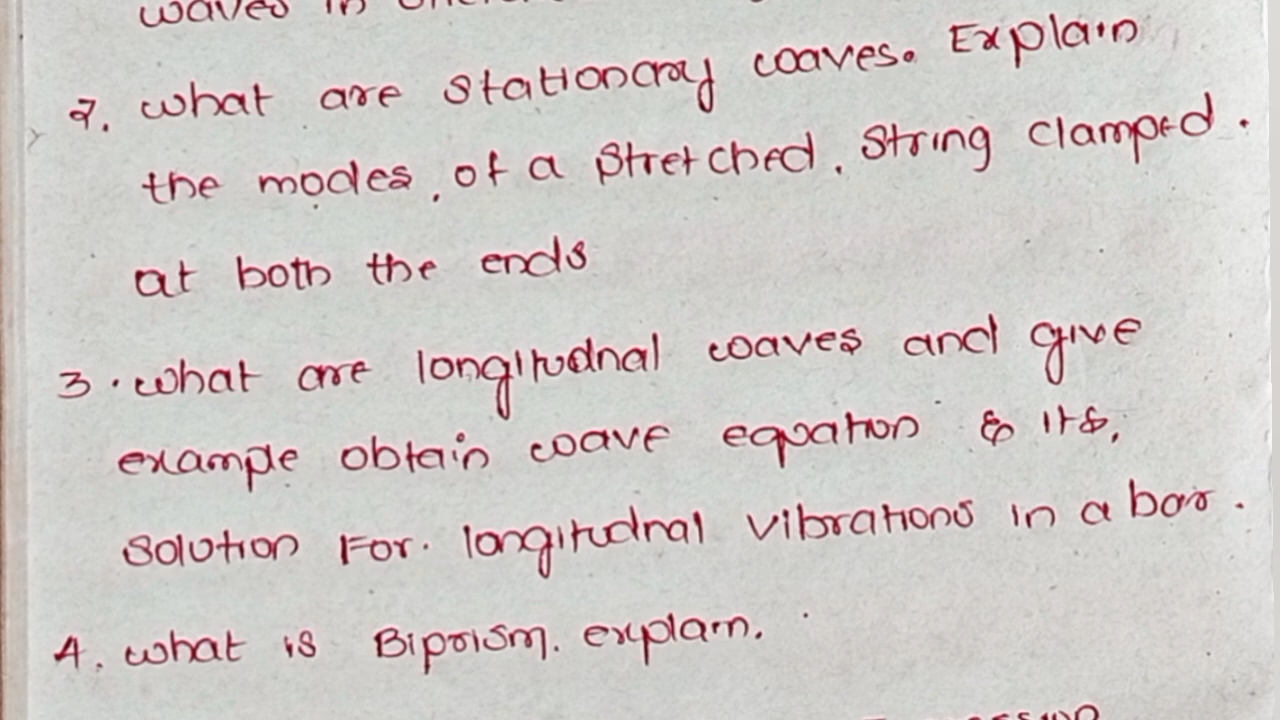 waves in
2. what are stationary waves. Explain
the modes of a stretched string clamped.
at both the ends
3. what are longitudnal waves and give
example obtain wave equation & its,
solution For. longitudnal vibrations in a bar.
4. what is Biprism. explain.